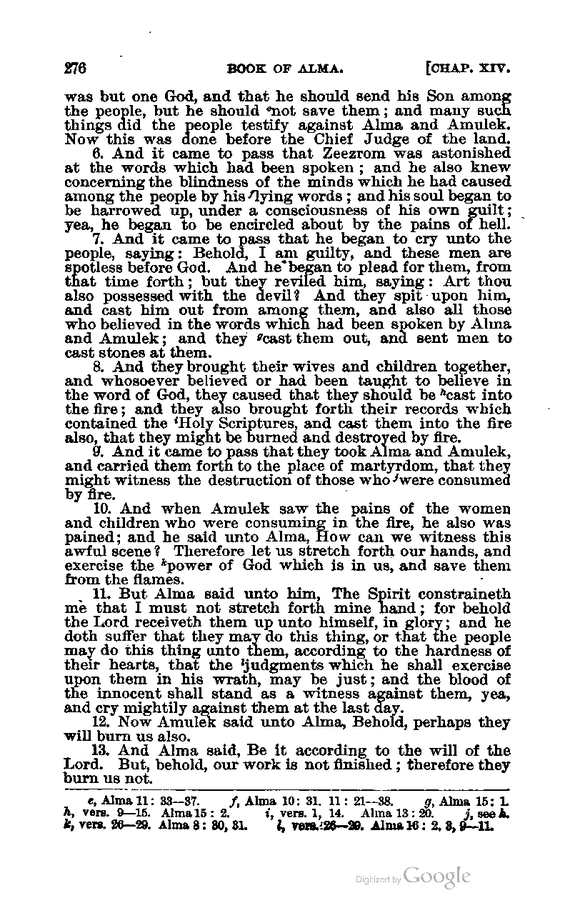 276 BOOK OF ALMA. [CHAP. XIV.
was but one God, and that he should send his Son among
the people, but he should ᵉnot save them; and many such
things did the people testify against Alma and Amulek.
Now this was done before the Chief Judge of the land.
6. And it came to pass that Zeezrom was astonished
at the words which had been spoken; and he also knew
concerning the blindness of the minds which he had caused
among the people by his ᶠlying words; and his soul began to
be harrowed up, under a consciousness of his own guilt;
yea, he began to be encircled about by the pains of hell.
7. And it came to pass that he began to cry unto the
people, saying: Behold, I am guilty, and these men are
spotless before God. And he began to plead for them, from
that time forth; but they reviled him, saying: Art thou
also possessed with the devil? And they spit upon him,
and cast him out from among them, and also all those
who believed in the words which had been spoken by Alma
and Amulek; and they ᵍcast them out, and sent men to
cast stones at them.
8. And they brought their wives and children together,
and whosoever believed or had been taught to believe in
the word of God, they caused that they should be ʰcast into
the fire; and they also brought forth their records which
contained the ⁱHoly Scriptures, and cast them into the fire
also, that they might be burned and destroyed by fire.
9. And it came to pass that they took Alma and Amulek,
and carried them forth to the place of martyrdom, that they
might witness the destruction of those who ʲwere consumed
by fire.
10. And when Amulek saw the pains of the women
and children who were consuming in the fire, he also was
pained; and he said unto Alma, How can we witness this
awful scene? Therefore let us stretch forth our hands, and
exercise the ᵏpower of God which is in us, and save them
from the flames.
11. But Alma said unto him, The Spirit constraineth
me that I must not stretch forth mine hand; for behold
the Lord receiveth them up unto himself, in glory; and he
doth suffer that they may do this thing, or that the people
may do this thing unto them, according to the hardness of
their hearts, that the ˡjudgments which he shall exercise
upon them in his wrath, may be just; and the blood of
the innocent shall stand as a witness against them, yea,
and cry mightily against them at the last day.
12. Now Amulek said unto Alma, Behold, perhaps they
will burn us also.
13. And Alma said, Be it according to the will of the
Lord. But, behold, our work is not finished; therefore they
burn us not.
e, Alma 11: 33—37. f, Alma 10: 31. 11: 21—38. g, Alma 15: 1.
h, vers. 9—15. Alma 15: 2. i, vers. 1, 14. Alma 13: 20. j, see h.
k, vers. 26—29. Alma 8: 30, 31. l, vers. 26—29. Alma 16: 2, 3, 9—11.
Digitized by Google